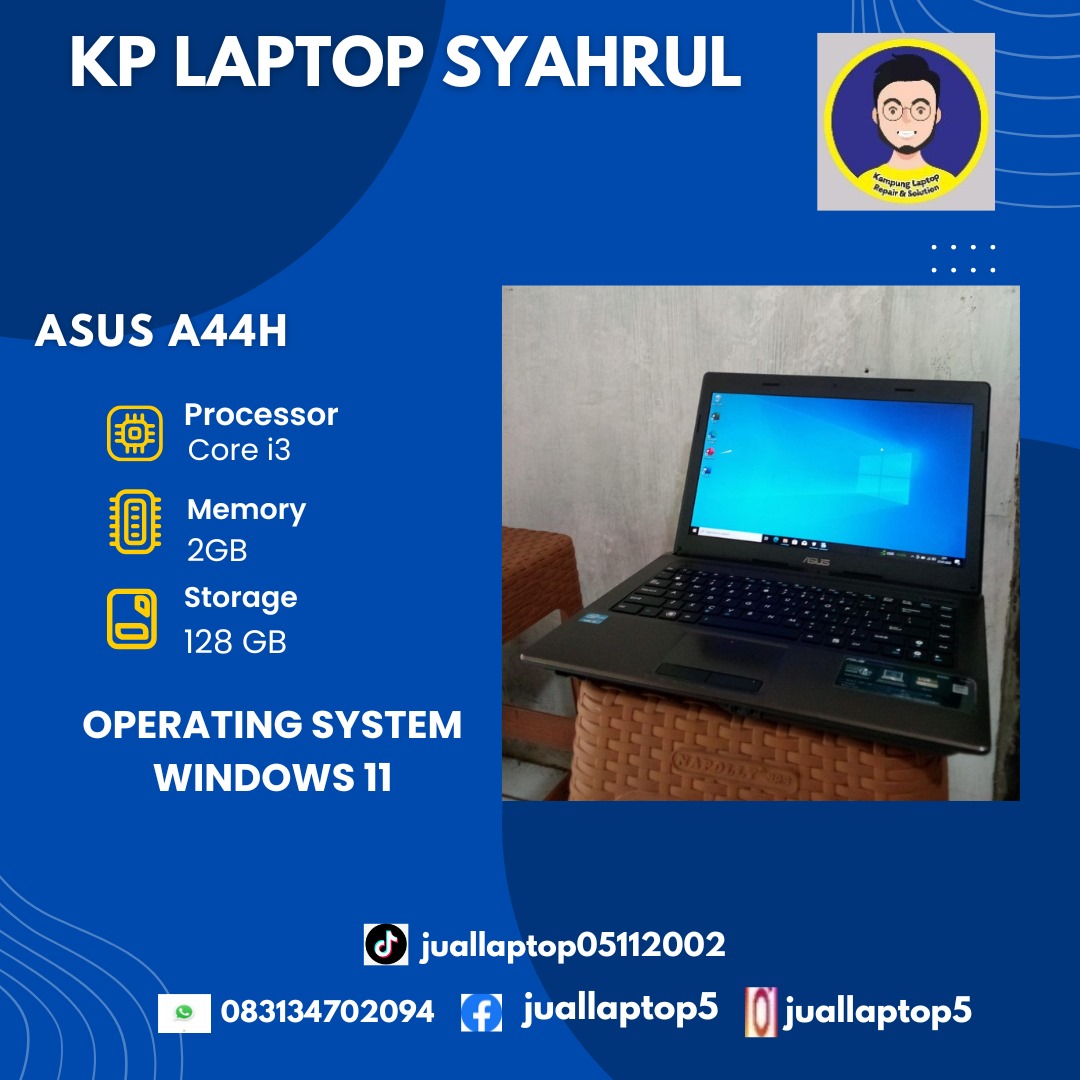 KP LAPTOP SYAHRUL
Kampung Laptop
Repair & Solution
ASUS A44H
Processor
Core i3
Memory
2GB
Storage
128 GB
OPERATING SYSTEM
WINDOWS 11
ASUS
NAPOLLY
juallaptop05112002
083134702094
juallaptop5
juallaptop5